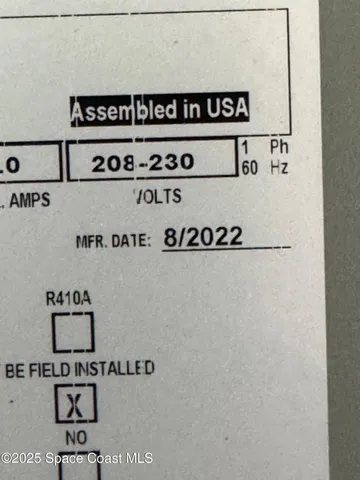 Assembled in USA
208-230
1 Ph
60 Hz
AMPS
VOLTS
MFR. DATE: 8/2022
R410A
BE FIELD INSTALLED
X
NO
©2025 Space Coast MLS